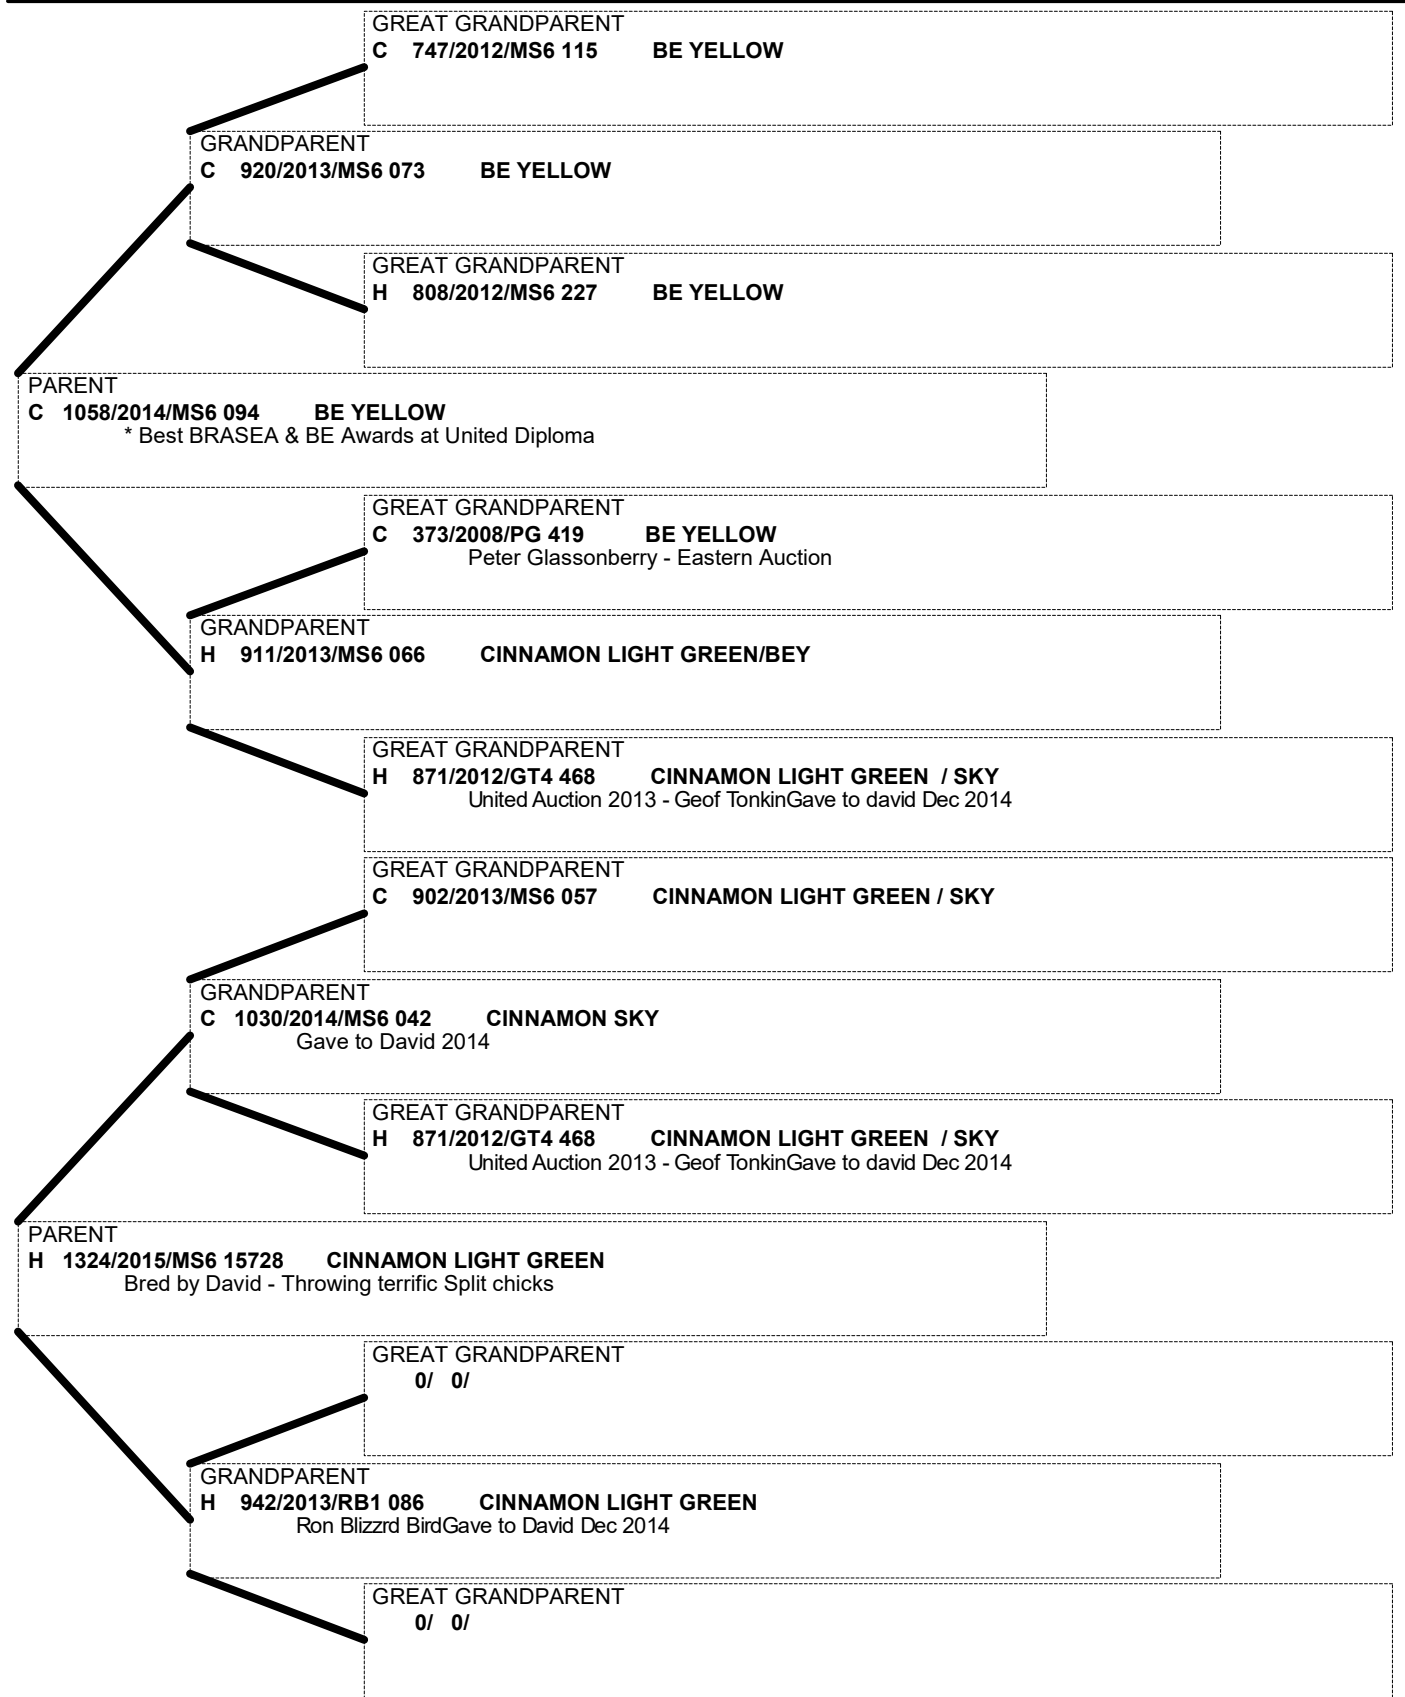 GREAT GRANDPARENT
C 747/2012/MS6 115 BE YELLOW
GRANDPARENT
C 920/2013/MS6 073 BE YELLOW
GREAT GRANDPARENT
H 808/2012/MS6 227 BE YELLOW
PARENT
C 1058/2014/MS6 094 BE YELLOW
* Best BRASEA & BE Awards at United Diploma
GREAT GRANDPARENT
C 373/2008/PG 419 BE YELLOW
Peter Glassonberry - Eastern Auction
GRANDPARENT
H 911/2013/MS6 066 CINNAMON LIGHT GREEN/BEY
GREAT GRANDPARENT
H 871/2012/GT4 468 CINNAMON LIGHT GREEN / SKY
United Auction 2013 - Geof TonkinGave to david Dec 2014
GREAT GRANDPARENT
C 902/2013/MS6 057 CINNAMON LIGHT GREEN / SKY
GRANDPARENT
C 1030/2014/MS6 042 CINNAMON SKY
Gave to David 2014
GREAT GRANDPARENT
H 871/2012/GT4 468 CINNAMON LIGHT GREEN / SKY
United Auction 2013 - Geof TonkinGave to david Dec 2014
PARENT
H 1324/2015/MS6 15728 CINNAMON LIGHT GREEN
Bred by David - Throwing terrific Split chicks
GREAT GRANDPARENT
0/ 0/
GRANDPARENT
H 942/2013/RB1 086 CINNAMON LIGHT GREEN
Ron Blizzrd BirdGave to David Dec 2014
GREAT GRANDPARENT
0/ 0/